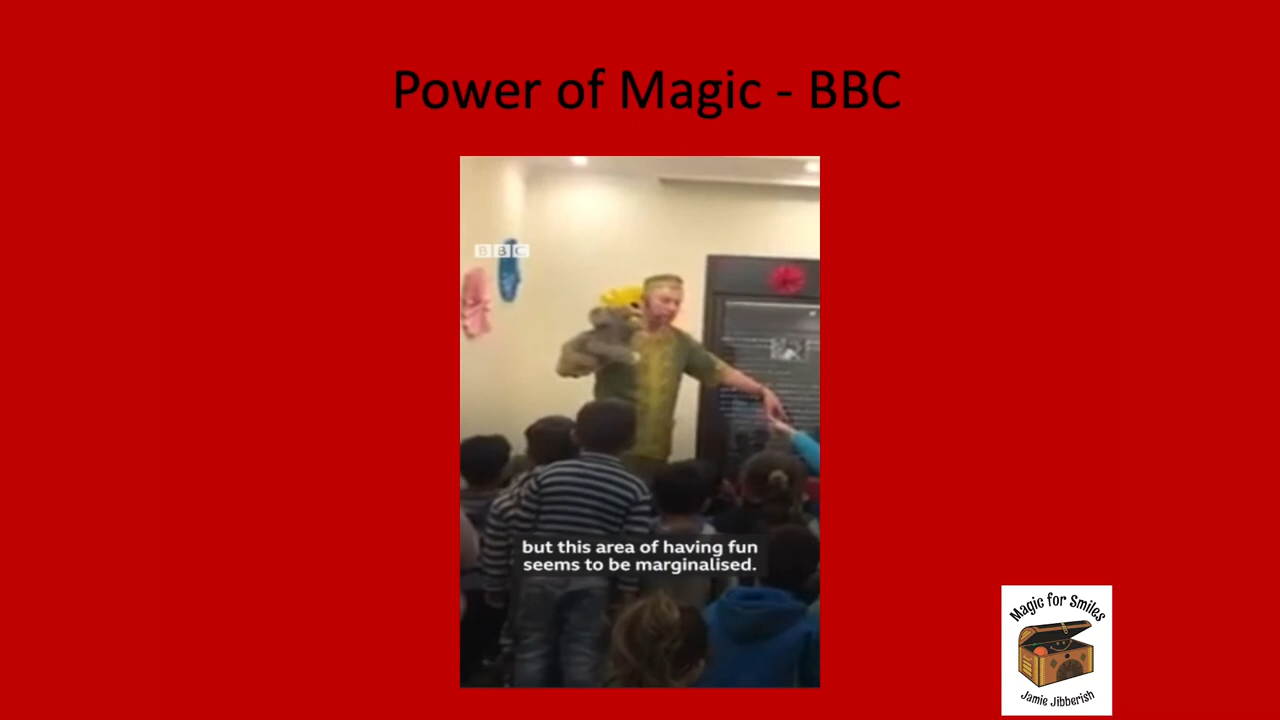 Power of Magic - BBC
BBC
but this area of having fun
seems to be marginalised.
Magic for Smiles
Jamie Jibberish